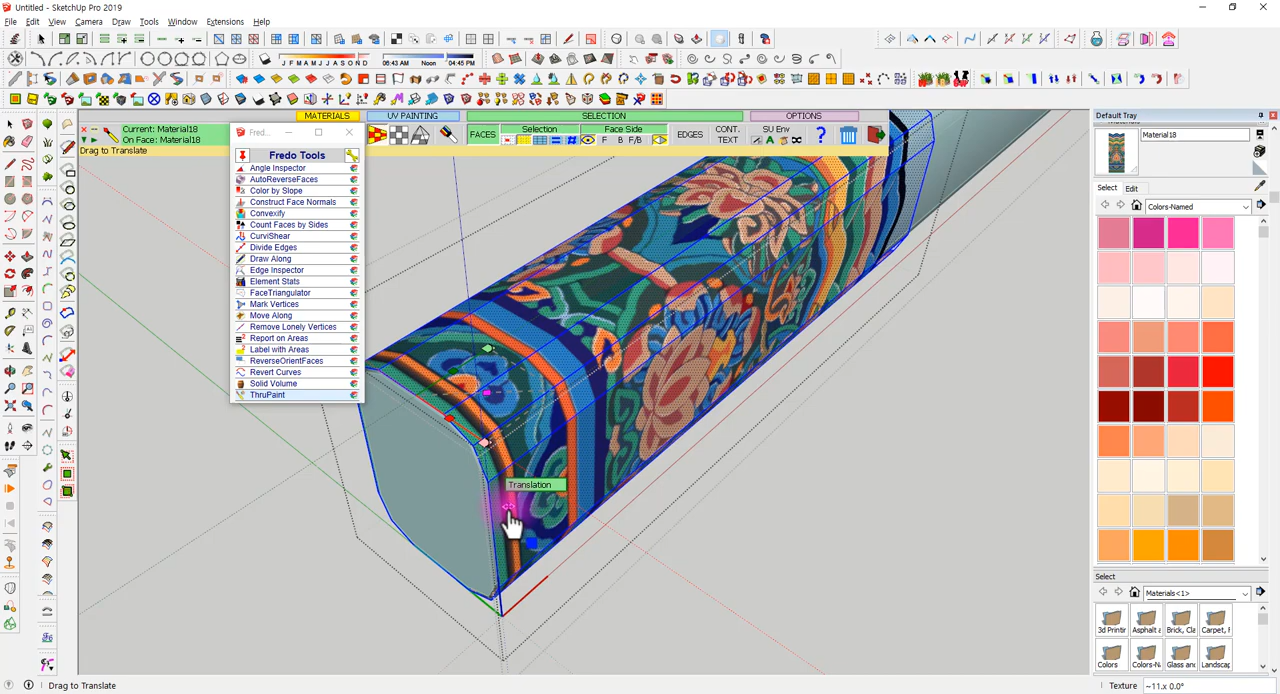 Untitled - SketchUp Pro 2019
File Edit View Camera Draw Tools Window Extensions Help
J F M A M J J A S O N D
06:43 AM Noon 04:45 PM
MATERIALS UV PAINTING SELECTION OPTIONS
Current: Material18
On Face: Material18
FACES Selection Face Side F B F/B EDGES CONT. TEXT SU Env
Drag to Translate
Fred...
Fredo Tools
Angle Inspector
AutoReverseFaces
Color by Slope
Construct Face Normals
Convexify
Count Faces by Sides
CurviShear
Divide Edges
Draw Along
Edge Inspector
Element Stats
FaceTriangulator
Mark Vertices
Move Along
Remove Lonely Vertices
Report on Areas
Label with Areas
ReverseOrientFaces
Revert Curves
Solid Volume
ThruPaint
Translation
Default Tray
Material18
Select Edit
Colors-Named
Select
Materials<1>
3d Printin Asphalt a Brick, Cla Carpet, F
Colors Colors-Na Glass and Landscap
Drag to Translate
Texture ~11.x 0.0°